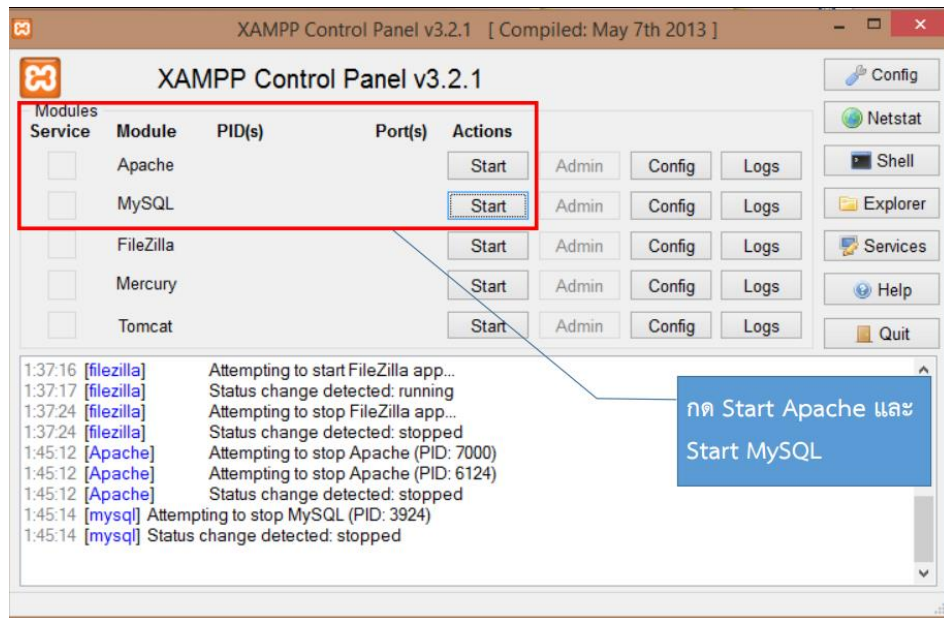 XAMPP Control Panel v3.2.1 [ Compiled: May 7th 2013 ]
XAMPP Control Panel v3.2.1
Config
Modules
Service Module PID(s) Port(s) Actions
Netstat
Apache Start Admin Config Logs
Shell
MySQL Start Admin Config Logs
Explorer
FileZilla Start Admin Config Logs
Services
Mercury Start Admin Config Logs
Help
Tomcat Start Admin Config Logs
Quit
1:37:16 [filezilla] Attempting to start FileZilla app...
1:37:17 [filezilla] Status change detected: running
1:37:24 [filezilla] Attempting to stop FileZilla app...
1:37:24 [filezilla] Status change detected: stopped
1:45:12 [Apache] Attempting to stop Apache (PID: 7000)
1:45:12 [Apache] Attempting to stop Apache (PID: 6124)
1:45:12 [Apache] Status change detected: stopped
1:45:14 [mysql] Attempting to stop MySQL (PID: 3924)
1:45:14 [mysql] Status change detected: stopped
กด Start Apache และ
Start MySQL